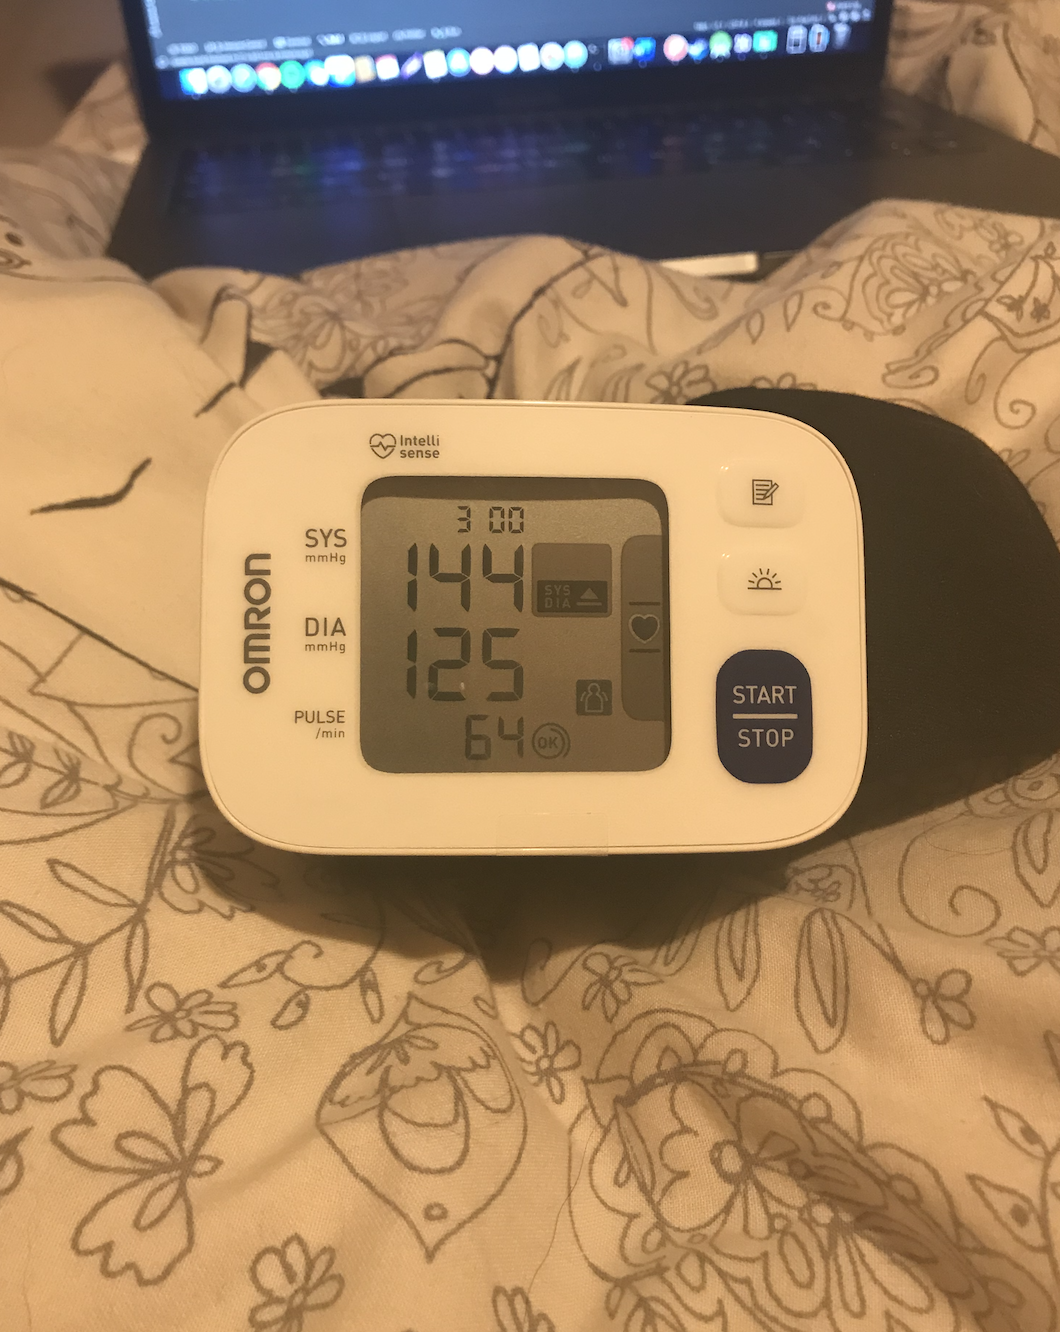 Intelli
sense
3 00
SYS
mmHg
144
SYS
DIA
OMRON
DIA
mmHg
125
START
STOP
PULSE
/min
64
OK